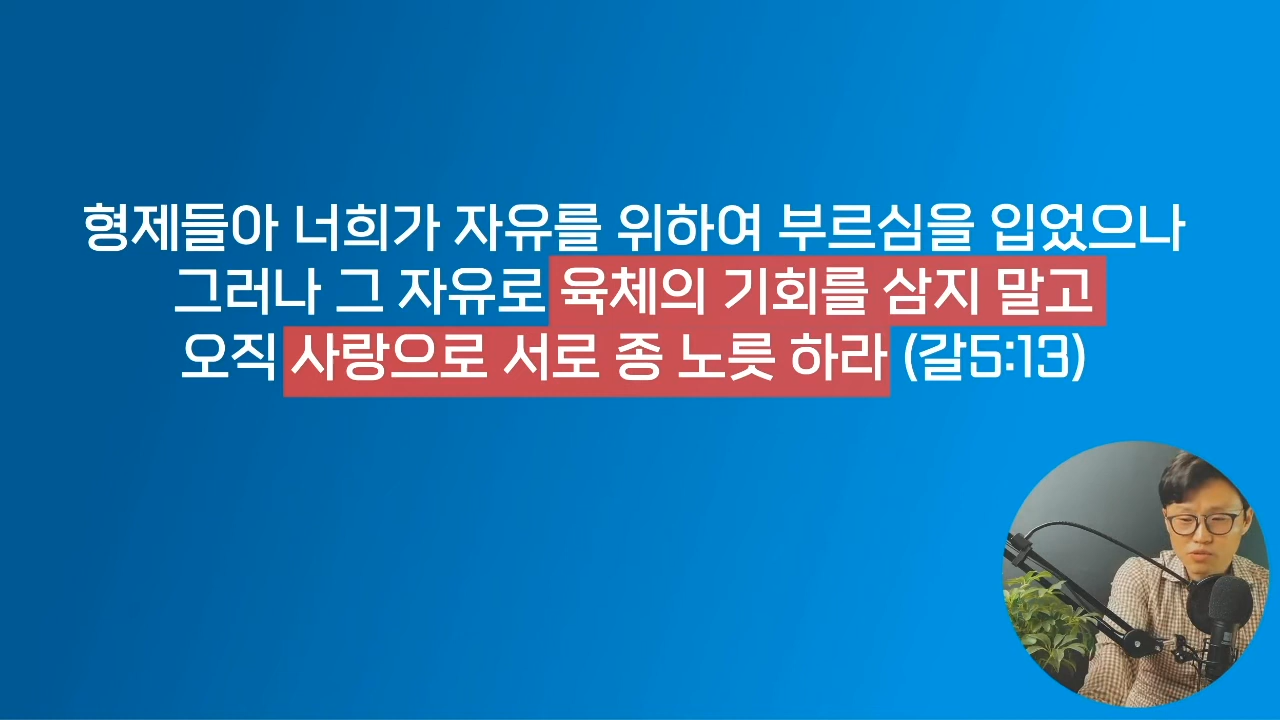 형제들아 너희가 자유를 위하여 부르심을 입었으나
그러나 그 자유로 육체의 기회를 삼지 말고
오직 사랑으로 서로 종 노릇 하라 (갈5:13)